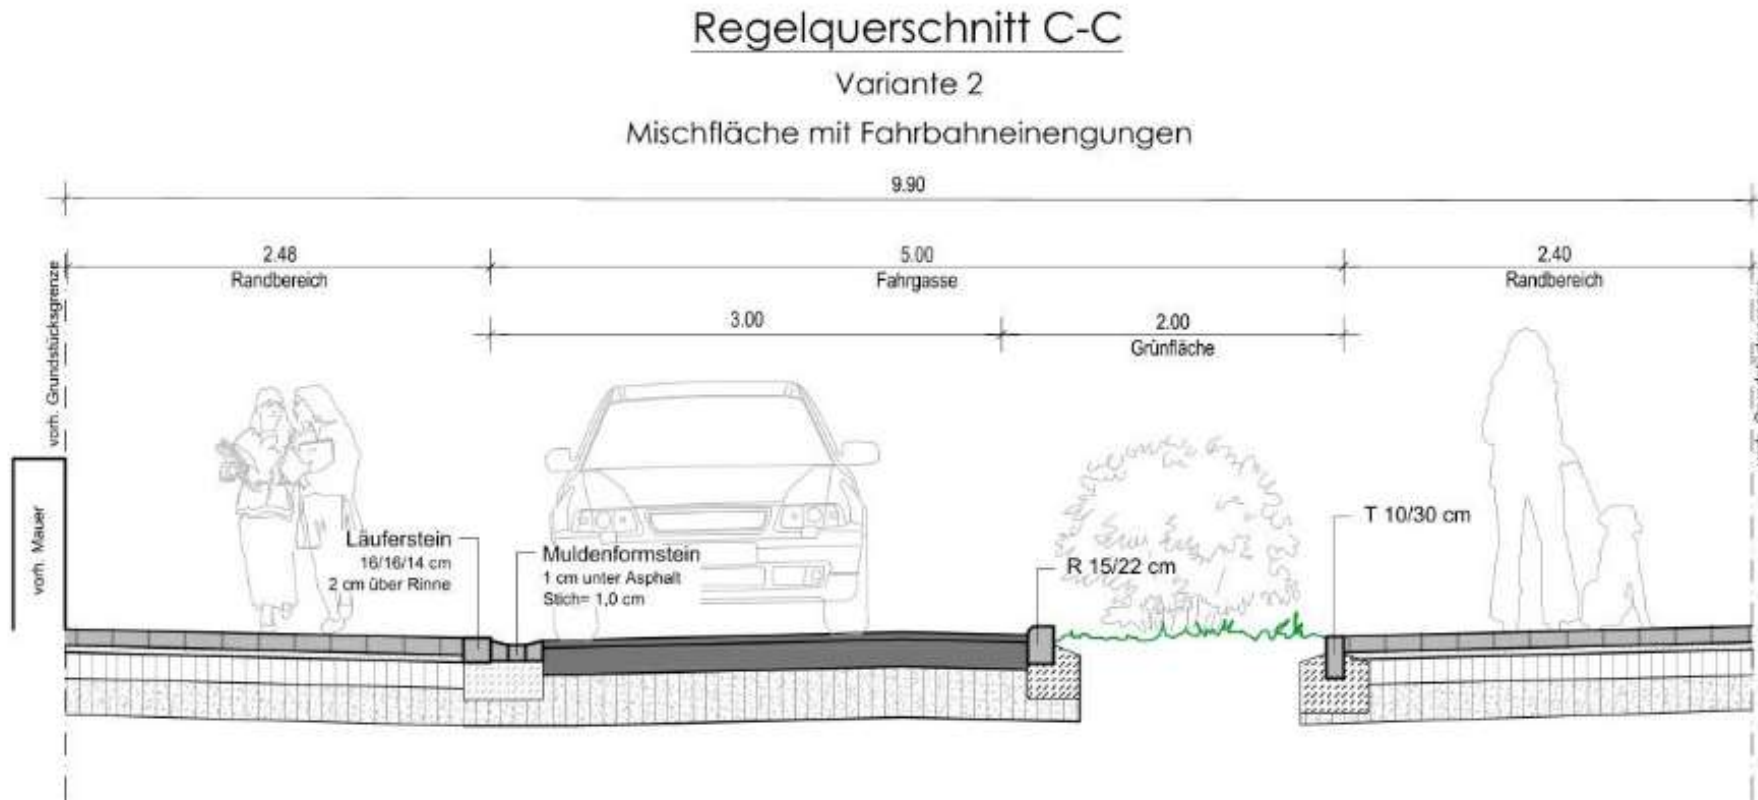 Regelquerschnitt C-C
Variante 2
Mischfläche mit Fahrbahneinengungen
9.90
2.48
Randbereich
5.00
Fahrgasse
2.40
Randbereich
3.00
2.00
Grünfläche
vorh. Grundstücksgrenze
vorh. Mauer
Läuferstein
16/16/14 cm
2 cm über Rinne
Muldenformstein
1 cm unter Asphalt
Stich= 1,0 cm
R 15/22 cm
T 10/30 cm